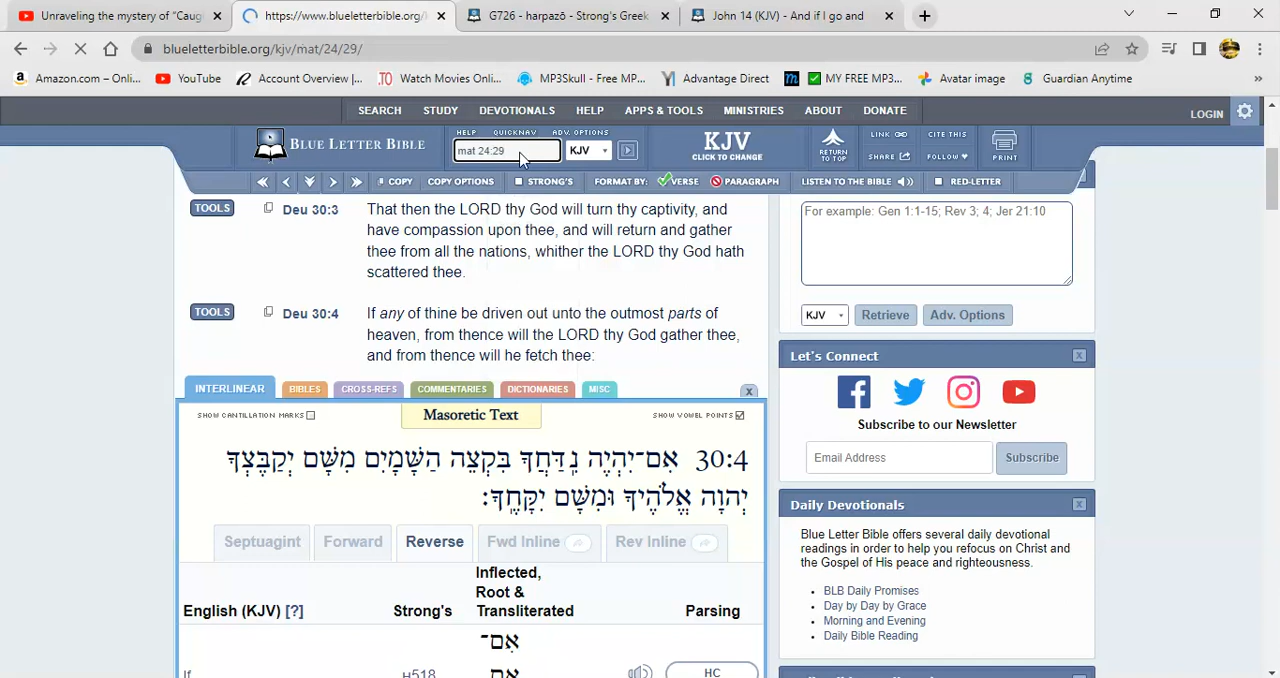 Unraveling the mystery of "Caug
https://www.blueletterbible.org/
G726 - harpazō - Strong's Greek
John 14 (KJV) - And if I go and
blueletterbible.org/kjv/mat/24/29/
Amazon.com – Onli...
YouTube
Account Overview |...
Watch Movies Onl...
MP3Skull - Free MP...
Advantage Direct
MY FREE MP3...
Avatar image
Guardian Anytime
»
SEARCH STUDY DEVOTIONALS HELP APPS & TOOLS MINISTRIES ABOUT DONATE
LOGIN
BLUE LETTER BIBLE
HELP QUICKNAV ADV. OPTIONS
mat 24:29 KJV
KJV
CLICK TO CHANGE
RETURN
TO TOP
LINK CITE THIS
SHARE FOLLOW
PRINT
COPY COPY OPTIONS STRONG'S FORMAT BY: VERSE PARAGRAPH LISTEN TO THE BIBLE RED-LETTER
TOOLS Deu 30:3 That then the LORD thy God will turn thy captivity, and
have compassion upon thee, and will return and gather
thee from all the nations, whither the LORD thy God hath
scattered thee.
TOOLS Deu 30:4 If any of thine be driven out unto the outmost parts of
heaven, from thence will the LORD thy God gather thee,
and from thence will he fetch thee:
INTERLINEAR BIBLES CROSS-REFS COMMENTARIES DICTIONARIES MISC x
SHOW CANTILLATION MARKS Masoretic Text SHOW VOWEL POINTS
30:4 אִם־יִהְיֶה נִדַּחֲךָ בִּקְצֵה הַשָּׁמָיִם מִשָּׁם יְקַבֶּצְךָ
יְהוָה אֱלֹהֶיךָ וּמִשָּׁם יִקָּחֶךָ׃
Septuagint Forward Reverse Fwd Inline Rev Inline
English (KJV) [?] Strong's
Inflected,
Root &
Transliterated
Parsing
אִם־
אִם
If H518 HC
For example: Gen 1:1-15; Rev 3; 4; Jer 21:10
KJV Retrieve Adv. Options
Let's Connect x
Subscribe to our Newsletter
Email Address Subscribe
Daily Devotionals x
Blue Letter Bible offers several daily devotional
readings in order to help you refocus on Christ and
the Gospel of His peace and righteousness.
BLB Daily Promises
Day by Day by Grace
Morning and Evening
Daily Bible Reading